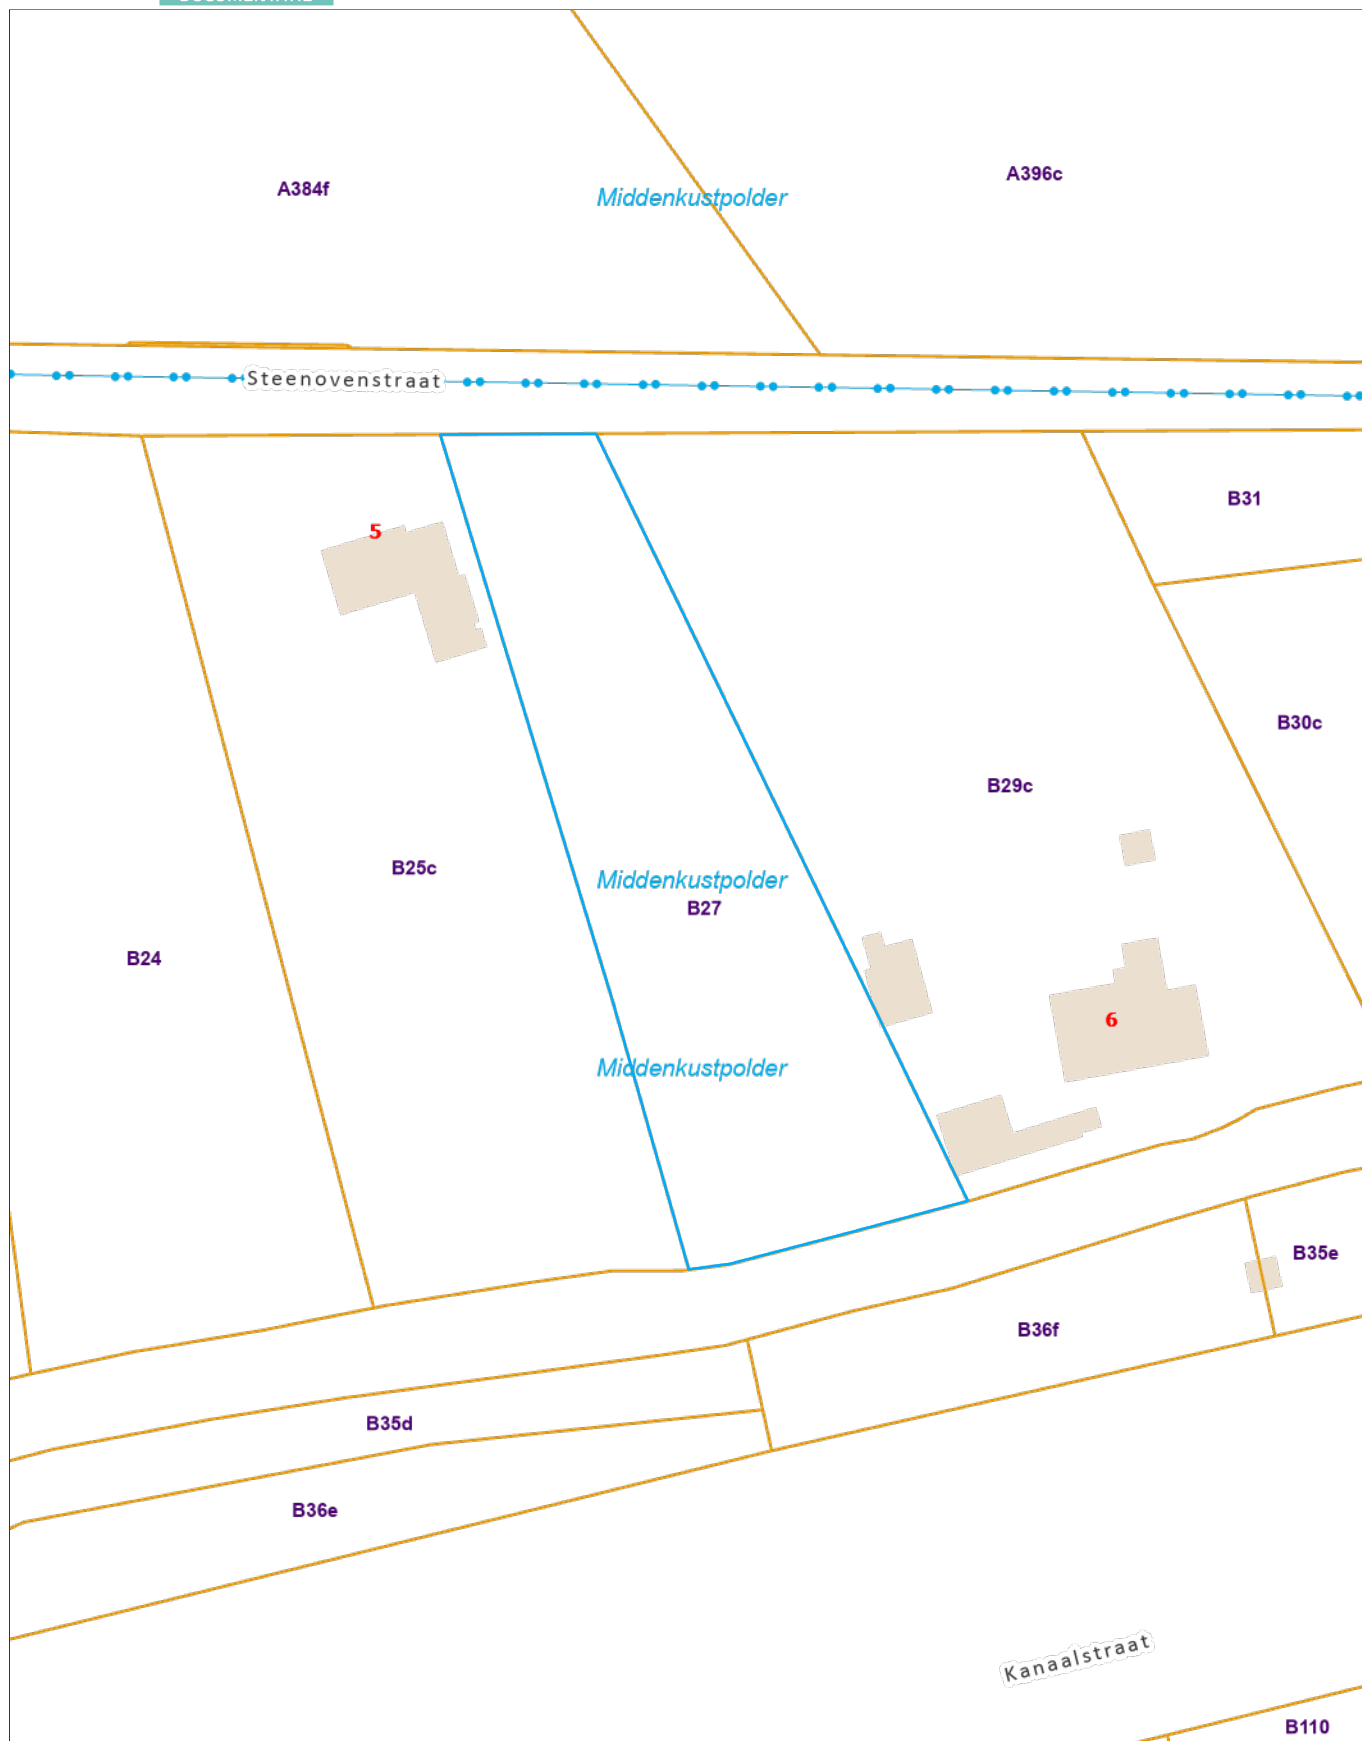 A396c
A384f
Middenkustpolder
Steenovenstraat
B31
5
B30c
B29c
B25c
Middenkustpolder
B27
B24
6
Middenkustpolder
B35e
B36f
B35d
B36e
Kanaalstraat
B110